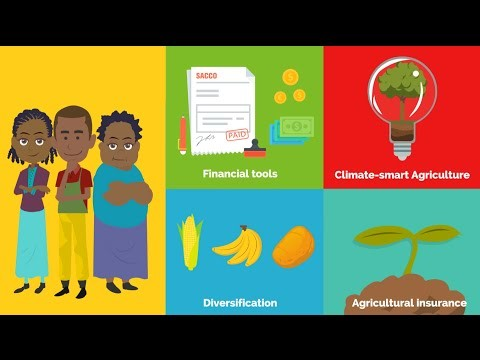 SACCO
PAID
Financial tools
Climate-smart Agriculture
Diversification
Agricultural insurance